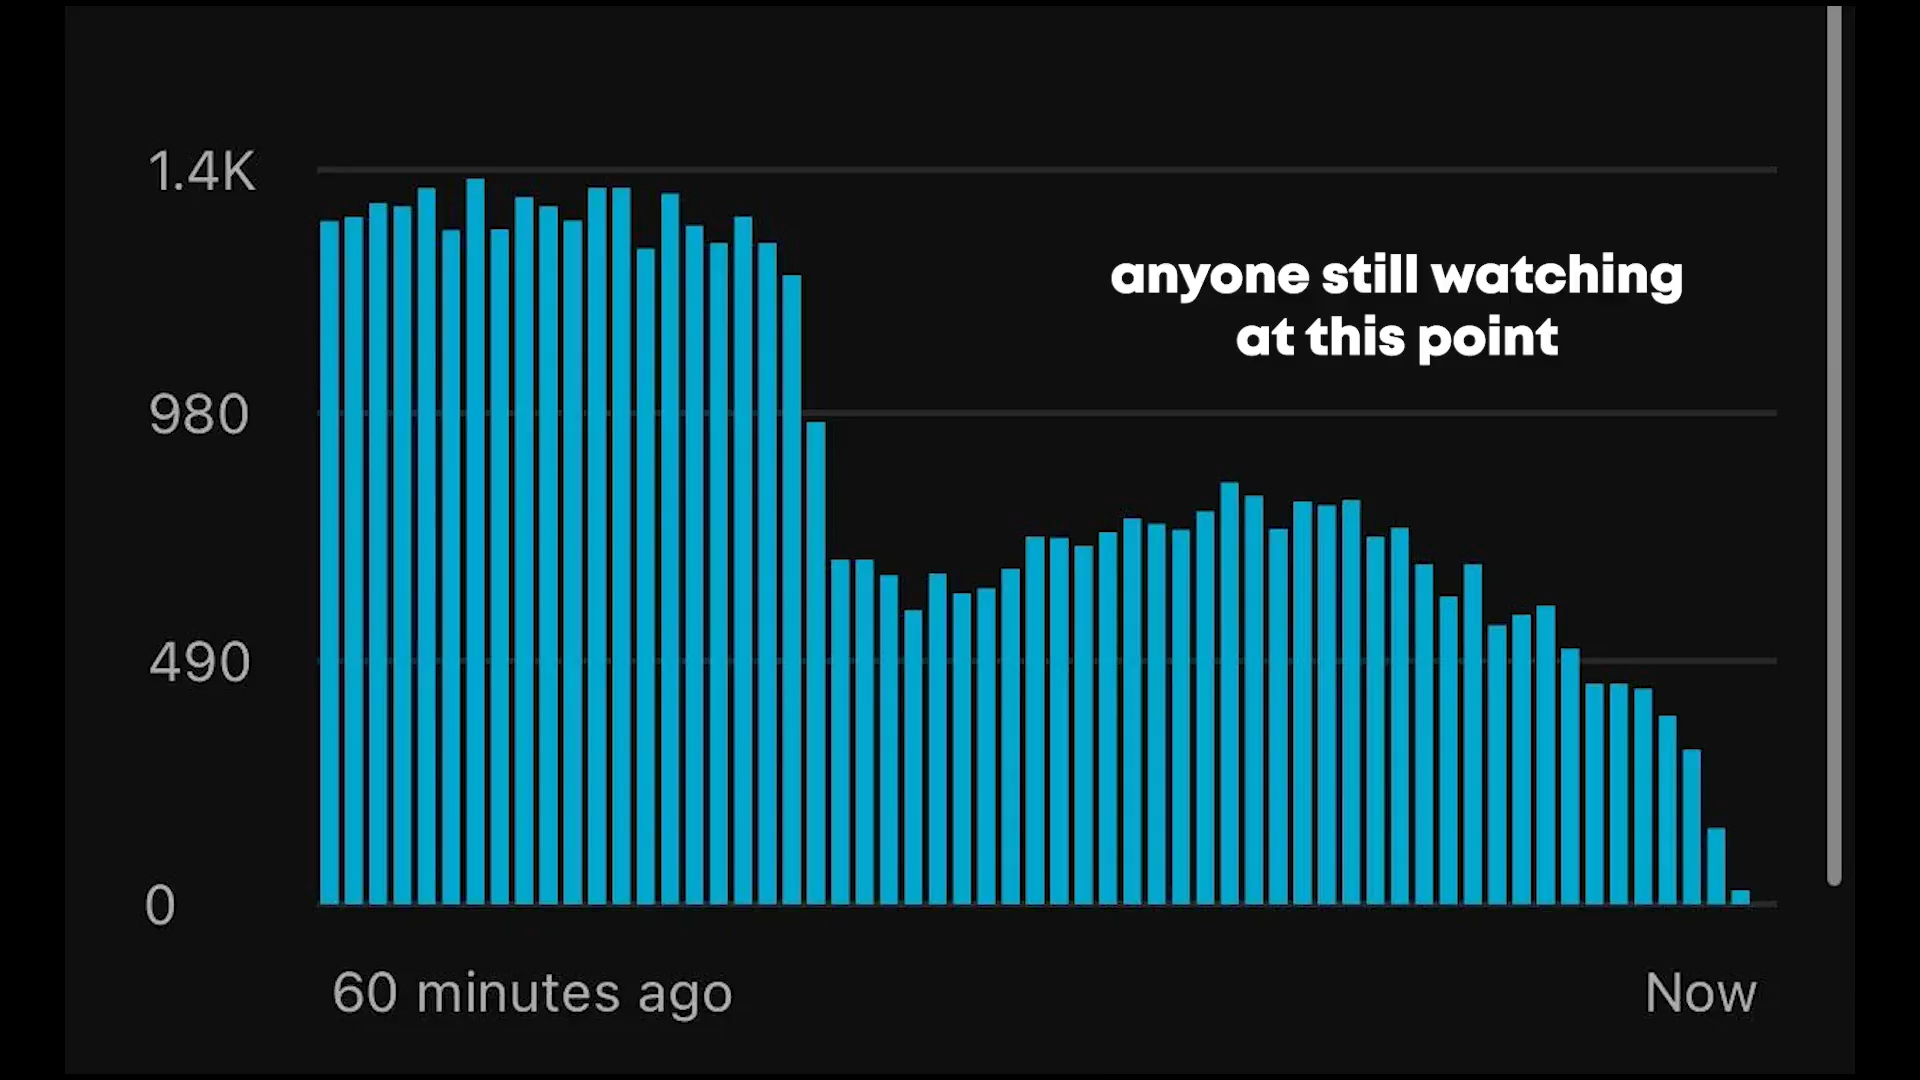 1.4K
anyone still watching
at this point
980
490
0
60 minutes ago
Now